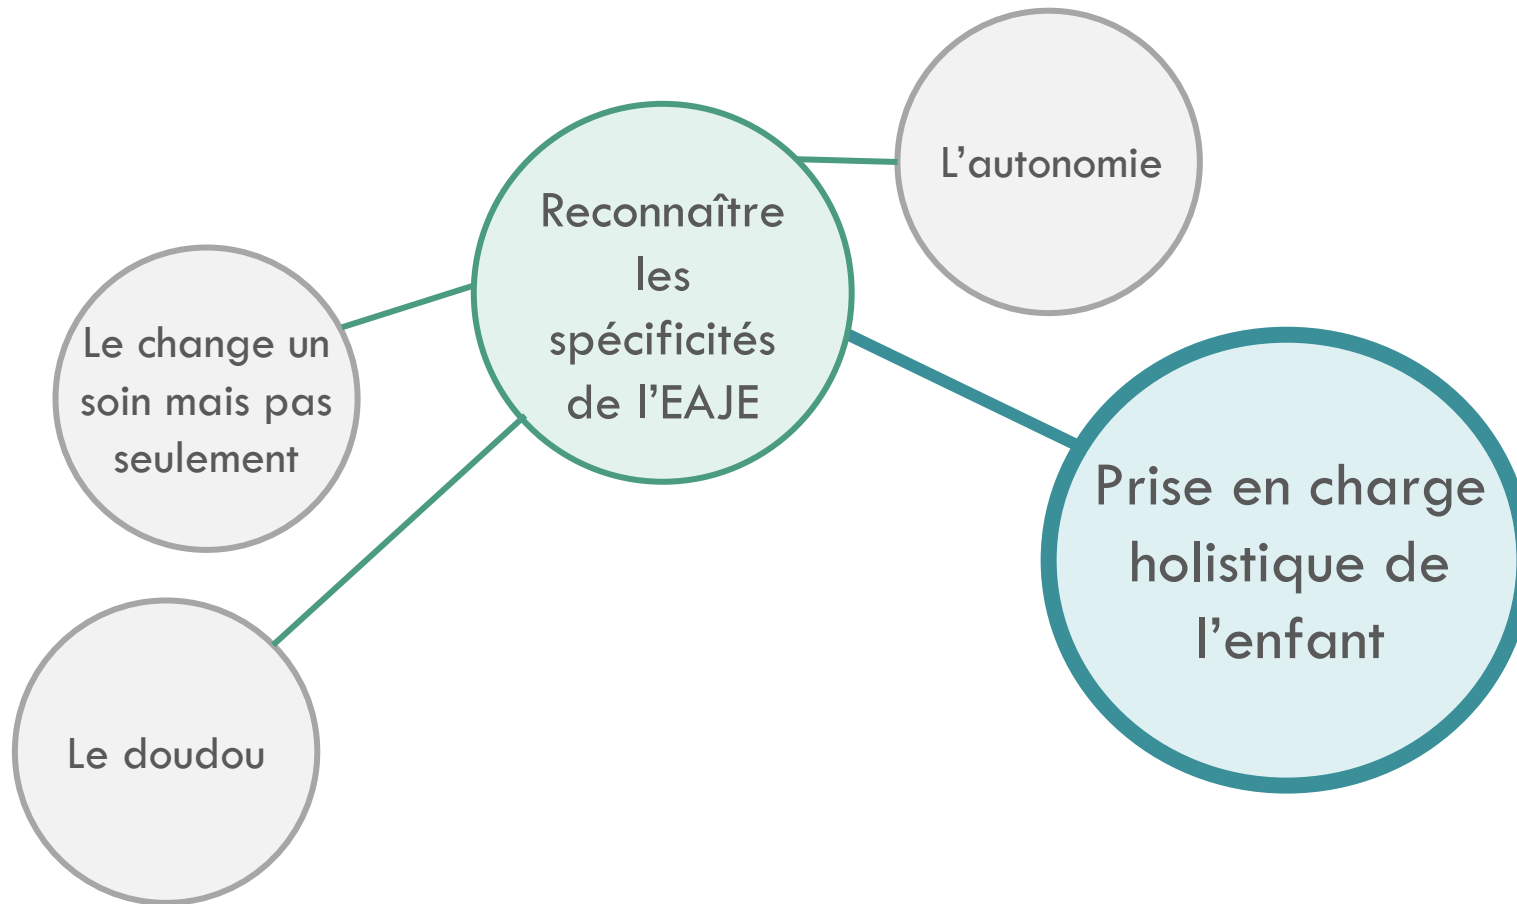 L’autonomie
Reconnaître
les
spécificités
de l’EAJE
Le change un
soin mais pas
seulement
Prise en charge
holistique de
l’enfant
Le doudou